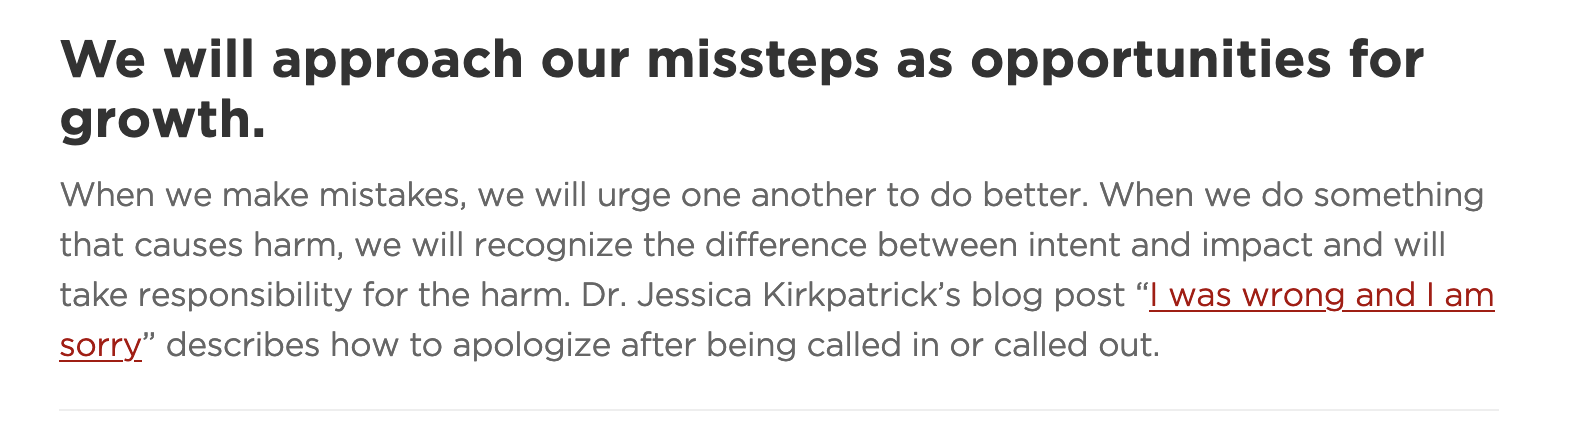 We will approach our missteps as opportunities for
growth.
When we make mistakes, we will urge one another to do better. When we do something
that causes harm, we will recognize the difference between intent and impact and will
take responsibility for the harm. Dr. Jessica Kirkpatrick’s blog post “I was wrong and I am
sorry” describes how to apologize after being called in or called out.